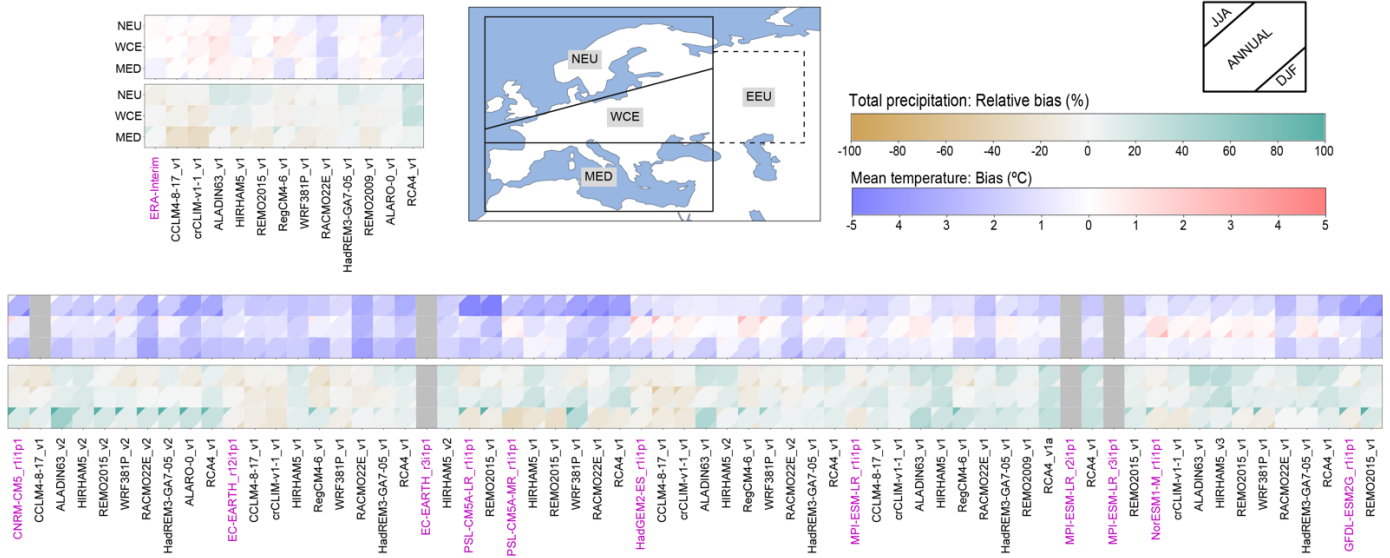 NEU
WCE
MED
NEU
WCE
MED
ERA-Interim
CCLM4-8-17_v1
crCLIM-v1-1_v1
ALADIN63_v1
HIRHAM5_v1
REMO2015_v1
RegCM4-6_v1
WRF381P_v1
RACMO22E_v1
HadREM3-GA7-05_v1
REMO2009_v1
ALARO-0_v1
RCA4_v1
NEU
WCE
EEU
MED
JJA
ANNUAL
DJF
Total precipitation: Relative bias (%)
-100 -80 -60 -40 -20 0 20 40 60 80 100
Mean temperature: Bias (ºC)
-5 -4 -3 -2 -1 0 1 2 3 4 5
CNRM-CM5_r1i1p1
CCLM4-8-17_v1
ALADIN63_v2
HIRHAM5_v2
REMO2015_v2
WRF381P_v2
RACMO22E_v2
HadREM3-GA7-05_v2
ALARO-0_v1
RCA4_v1
EC-EARTH_r12i1p1
CCLM4-8-17_v1
crCLIM-v1-1_v1
HIRHAM5_v1
RegCM4-6_v1
WRF381P_v1
RACMO22E_v1
HadREM3-GA7-05_v1
RCA4_v1
EC-EARTH_r3i1p1
HIRHAM5_v2
PSL-CM5A-LR_r1i1p1
REMO2015_v1
PSL-CM5A-MR_r1i1p1
HIRHAM5_v1
REMO2015_v1
WRF381P_v1
RACMO22E_v1
RCA4_v1
HadGEM2-ES_r1i1p1
CCLM4-8-17_v1
crCLIM-v1-1_v1
ALADIN63_v1
HIRHAM5_v2
RegCM4-6_v1
WRF381P_v1
RACMO22E_v2
HadREM3-GA7-05_v1
RCA4_v1
MPI-ESM-LR_r1i1p1
CCLM4-8-17_v1
crCLIM-v1-1_v1
ALADIN63_v1
HIRHAM5_v1
RegCM4-6_v1
RACMO22E_v1
HadREM3-GA7-05_v1
REMO2009_v1
RCA4_v1a
MPI-ESM-LR_r2i1p1
RCA4_v1
MPI-ESM-LR_r3i1p1
REMO2015_v1
NorESM1-M_r1i1p1
crCLIM-v1-1_v1
ALADIN63_v1
HIRHAM5_v3
REMO2015_v1
WRF381P_v1
RACMO22E_v1
HadREM3-GA7-05_v1
RCA4_v1
GFDL-ESM2G_r1i1p1
REMO2015_v1